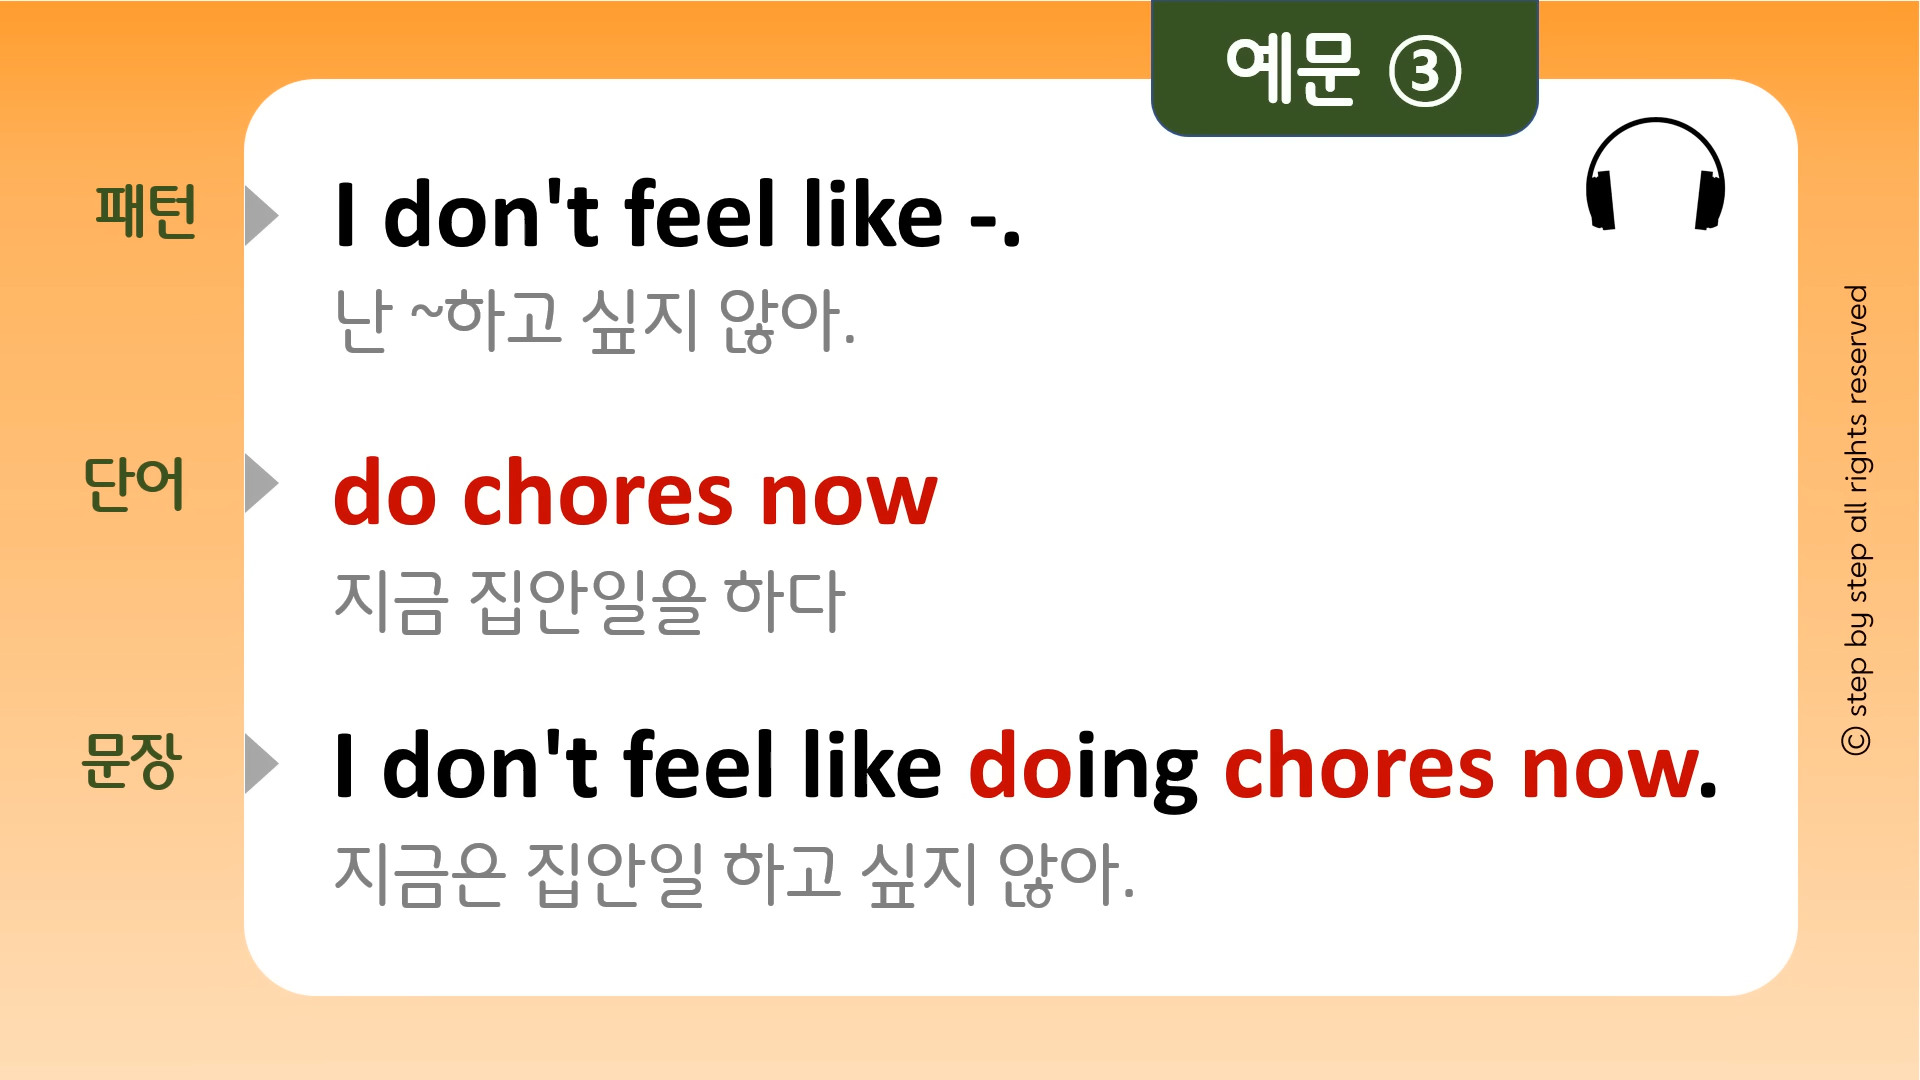 예문 ③
패턴
I don't feel like -.
난 ~하고 싶지 않아.
단어
do chores now
지금 집안일을 하다
문장
I don't feel like doing chores now.
지금은 집안일 하고 싶지 않아.
© step by step all rights reserved